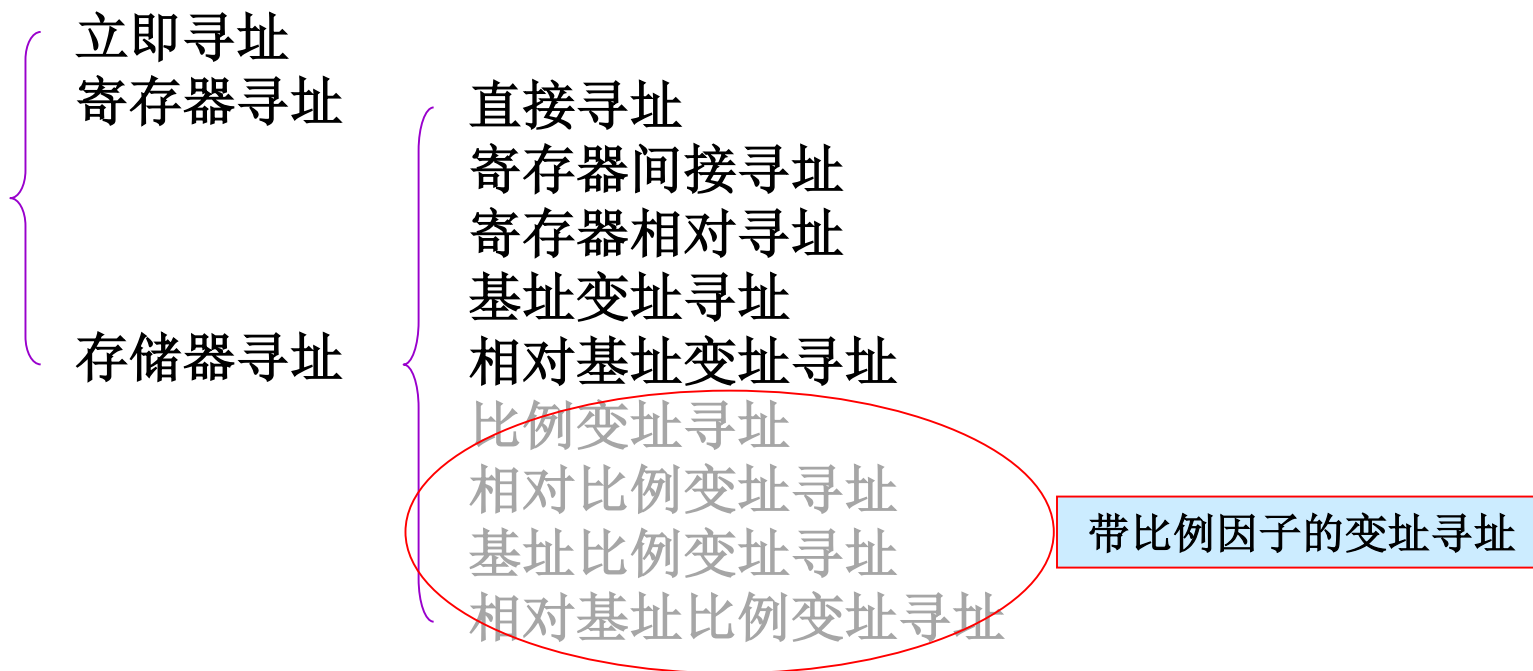 立即寻址
寄存器寻址
存储器寻址
直接寻址
寄存器间接寻址
寄存器相对寻址
基址变址寻址
相对基址变址寻址
比例变址寻址
相对比例变址寻址
基址比例变址寻址
相对基址比例变址寻址
带比例因子的变址寻址